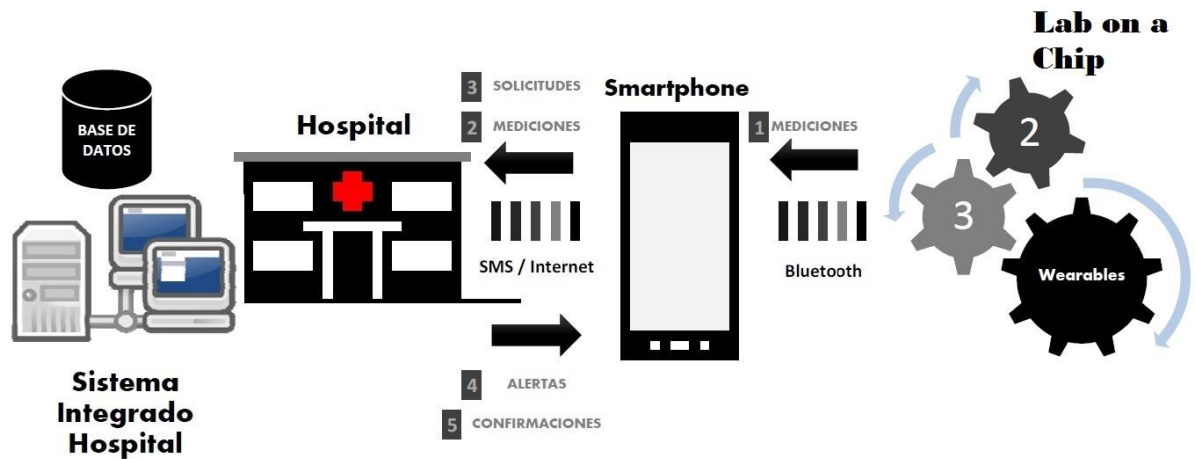 Lab on a
Chip
3 SOLICITUDES
Smartphone
2 MEDICIONES
1 MEDICIONES
Hospital
BASE DE
DATOS
2
3
SMS / Internet
Bluetooth
Wearables
4 ALERTAS
5 CONFIRMACIONES
Sistema
Integrado
Hospital